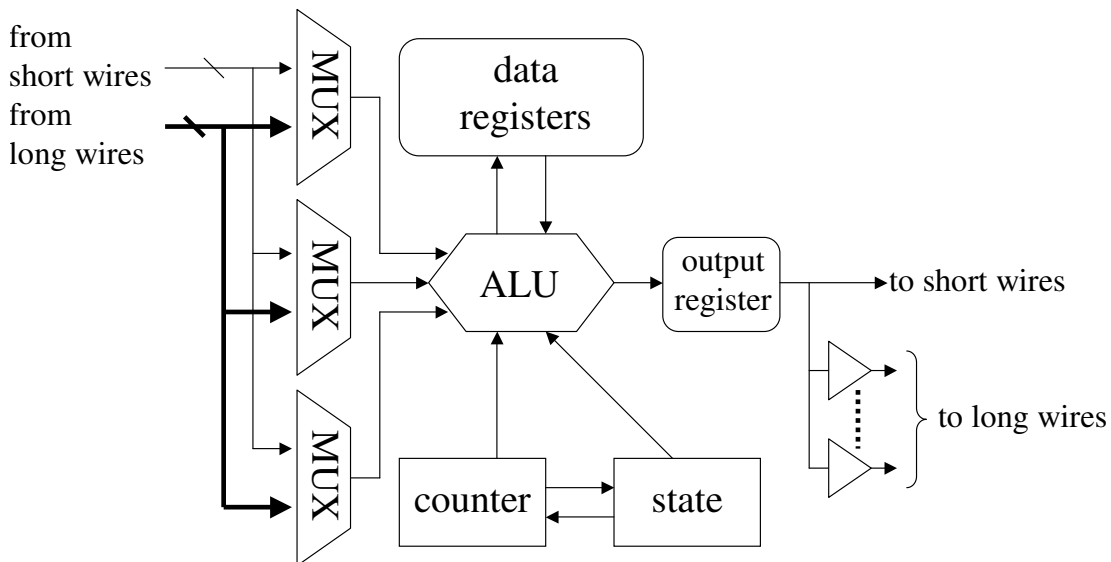 from
short wires
from
long wires
MUX
MUX
MUX
data
registers
ALU
output
register
to short wires
to long wires
counter
state